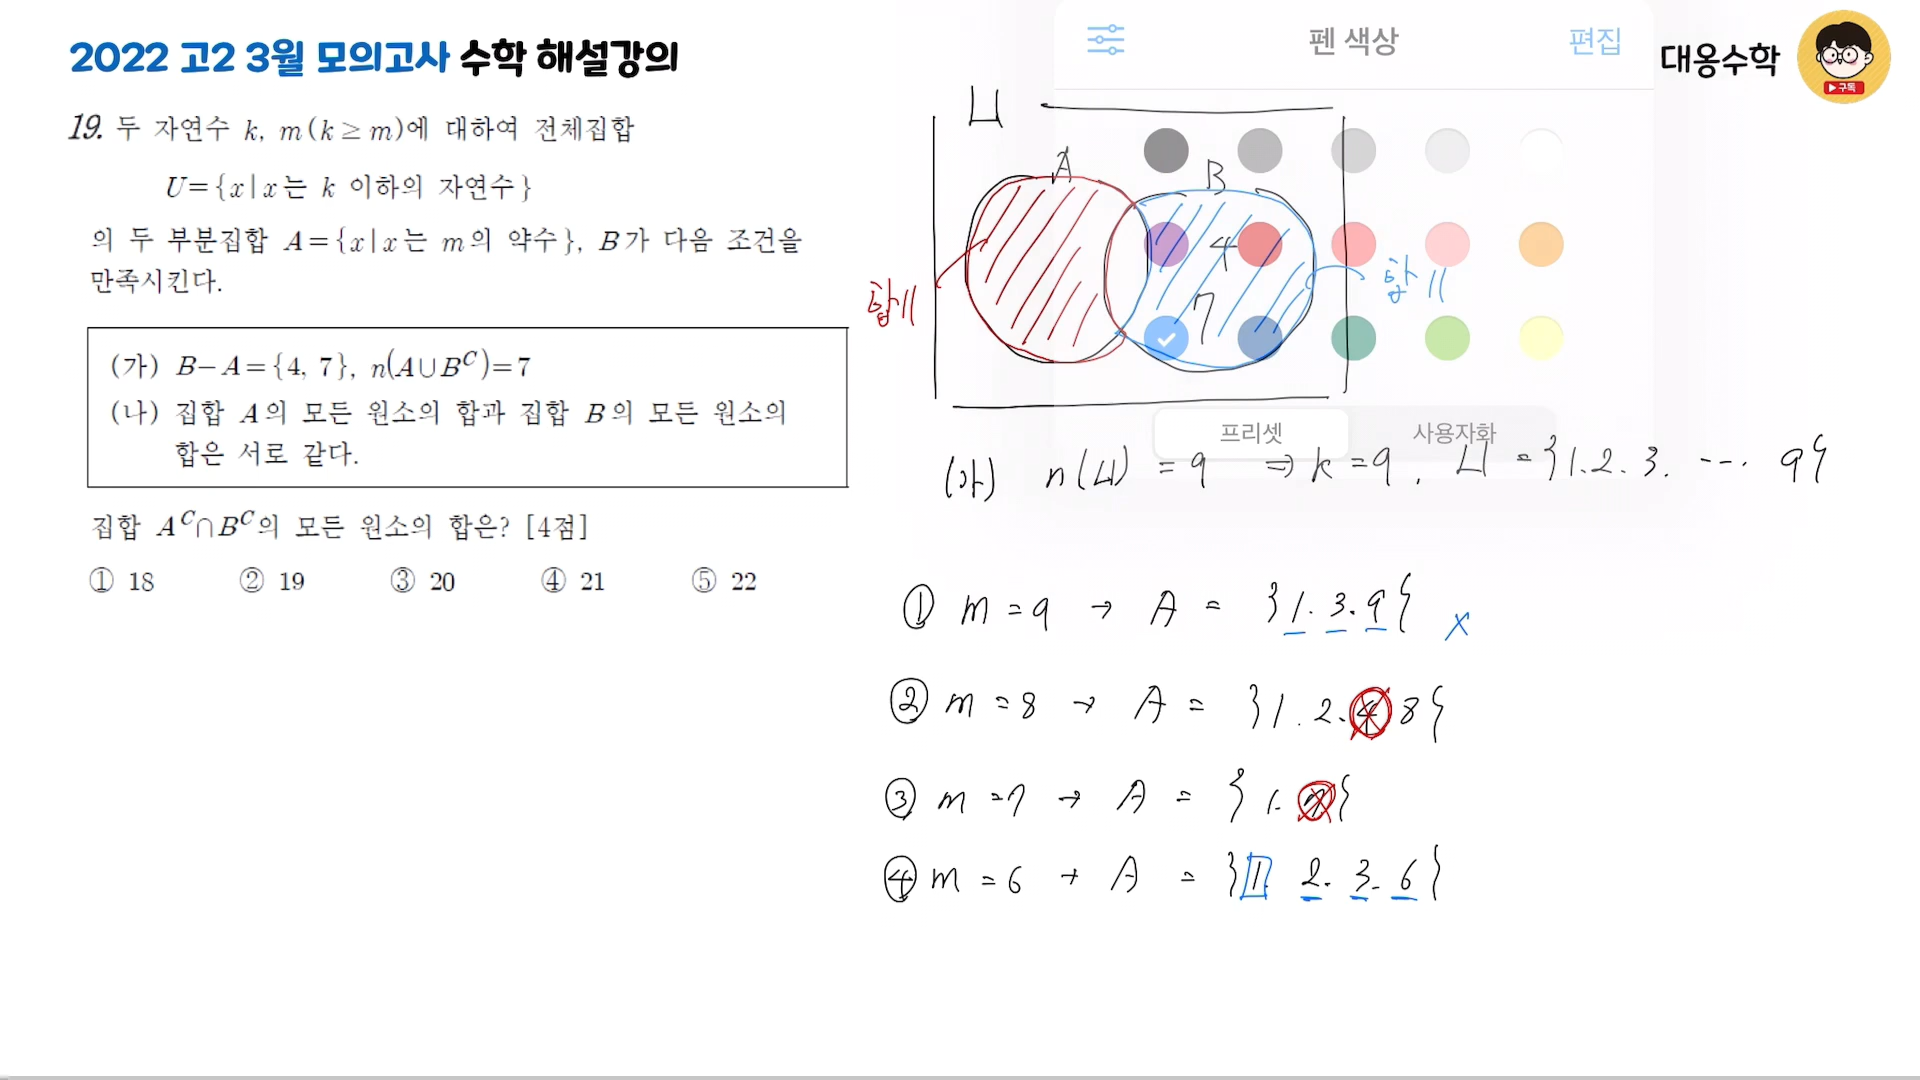 2022 고2 3월 모의고사 수학 해설강의
19. 두 자연수 k, m(k≥m)에 대하여 전체집합
U={x|x는 k 이하의 자연수}
의 두 부분집합 A={x|x는 m의 약수}, B가 다음 조건을
만족시킨다.
(가) B−A={4, 7}, n(A∪B^C)=7
(나) 집합 A의 모든 원소의 합과 집합 B의 모든 원소의
합은 서로 같다.
집합 A^C∩B^C의 모든 원소의 합은? [4점]
① 18 ② 19 ③ 20 ④ 21 ⑤ 22
펜 색상 편집
대옹수학
구독
U
A B
4
7
합 11
합 11
프리셋 사용자화
(가) n(U) = 9 ⇒ k = 9, U = {1. 2. 3. ---. 9}
① m = 9 → A = {1. 3. 9} X
② m = 8 → A = {1. 2. 4 8}
③ m = 7 → A = {1. 7}
④ m = 6 → A = {1. 2. 3. 6}